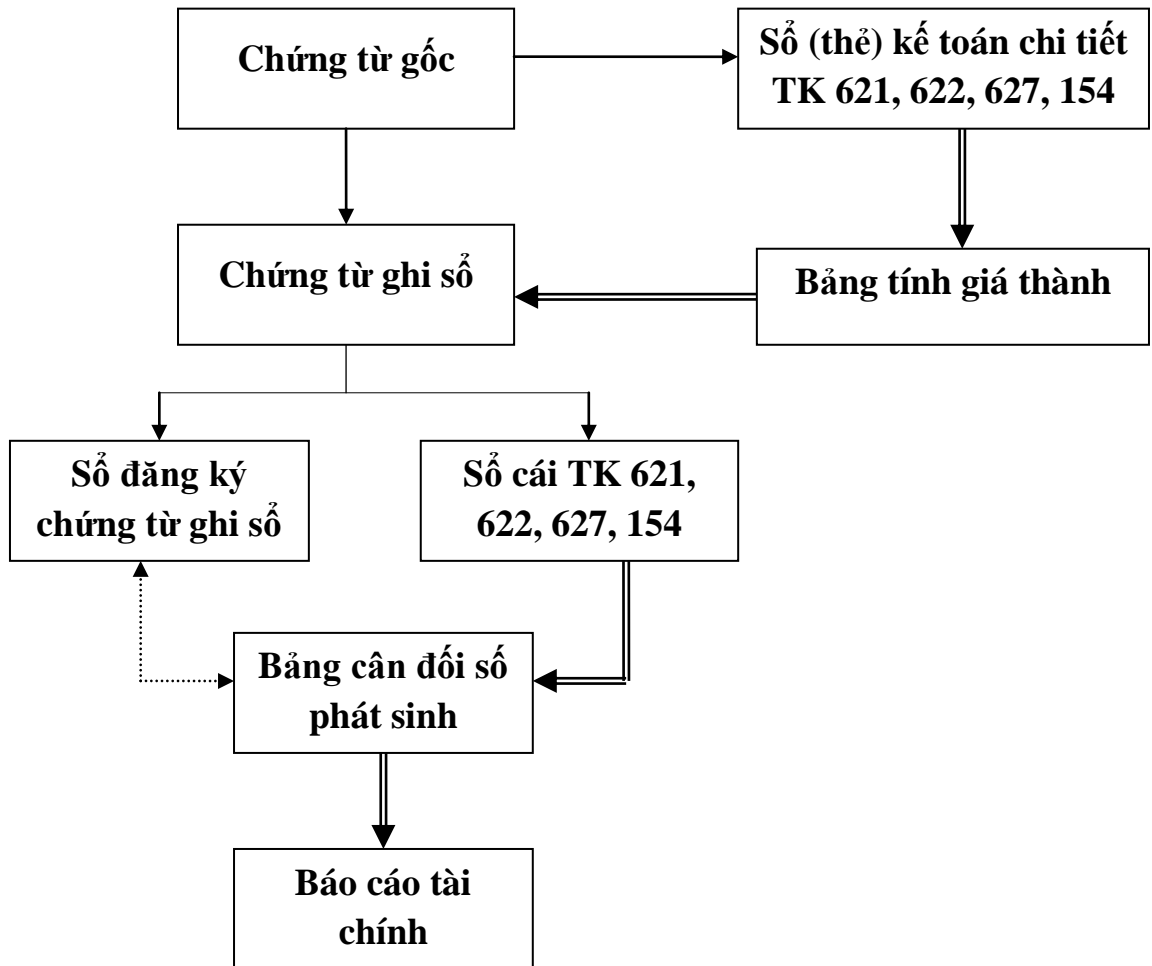 Chứng từ gốc
Sổ (thẻ) kế toán chi tiết
TK 621, 622, 627, 154
Chứng từ ghi sổ
Bảng tính giá thành
Sổ đăng ký
chứng từ ghi sổ
Sổ cái TK 621,
622, 627, 154
Bảng cân đối số
phát sinh
Báo cáo tài
chính